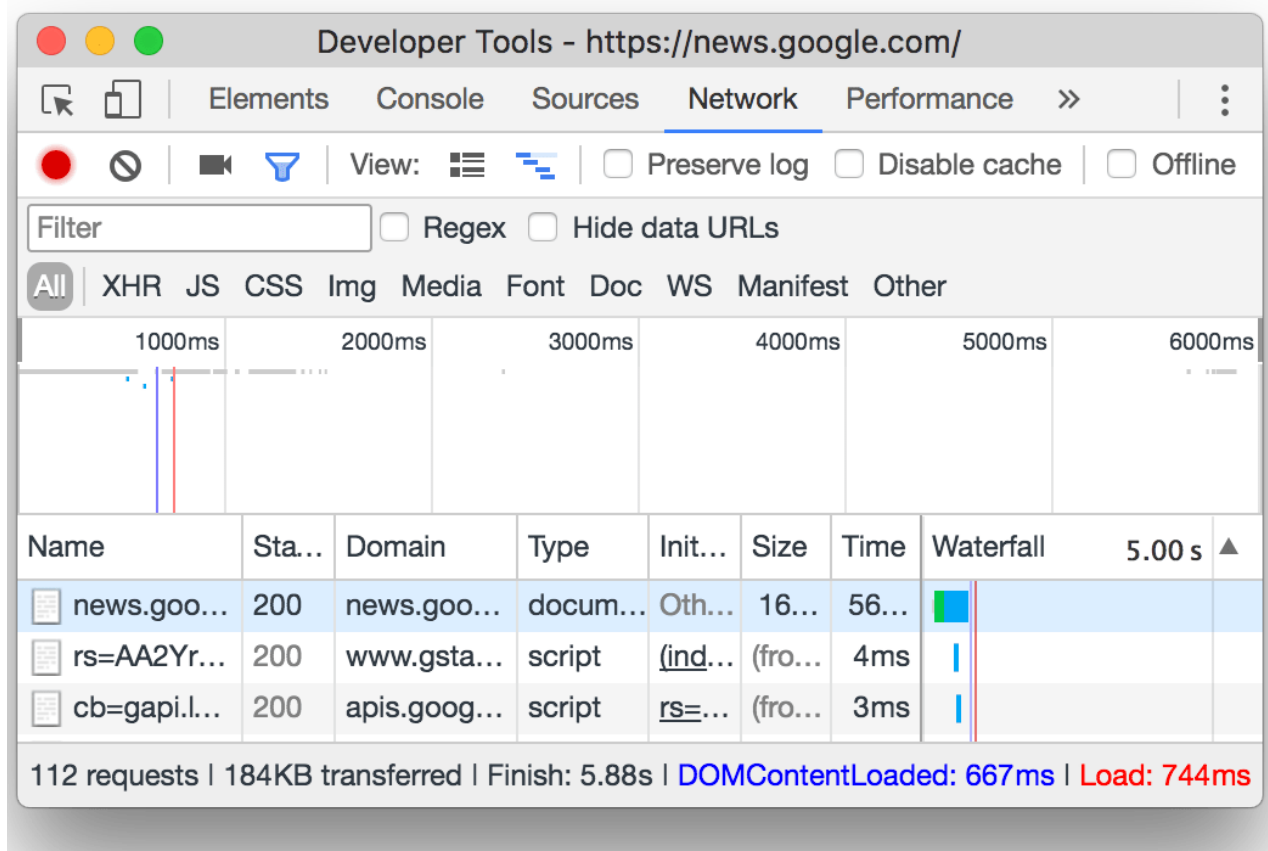 Developer Tools - https://news.google.com/
Elements Console Sources Network Performance »
View: Preserve log Disable cache Offline
Filter Regex Hide data URLs
All XHR JS CSS Img Media Font Doc WS Manifest Other
1000ms 2000ms 3000ms 4000ms 5000ms 6000ms
Name Sta... Domain Type Init... Size Time Waterfall 5.00 s ▲
news.goo... 200 news.goo... docum... Oth... 16... 56...
rs=AA2Yr... 200 www.gsta... script (ind... (fro... 4ms
cb=gapi.l... 200 apis.goog... script rs=... (fro... 3ms
112 requests | 184KB transferred | Finish: 5.88s | DOMContentLoaded: 667ms | Load: 744ms